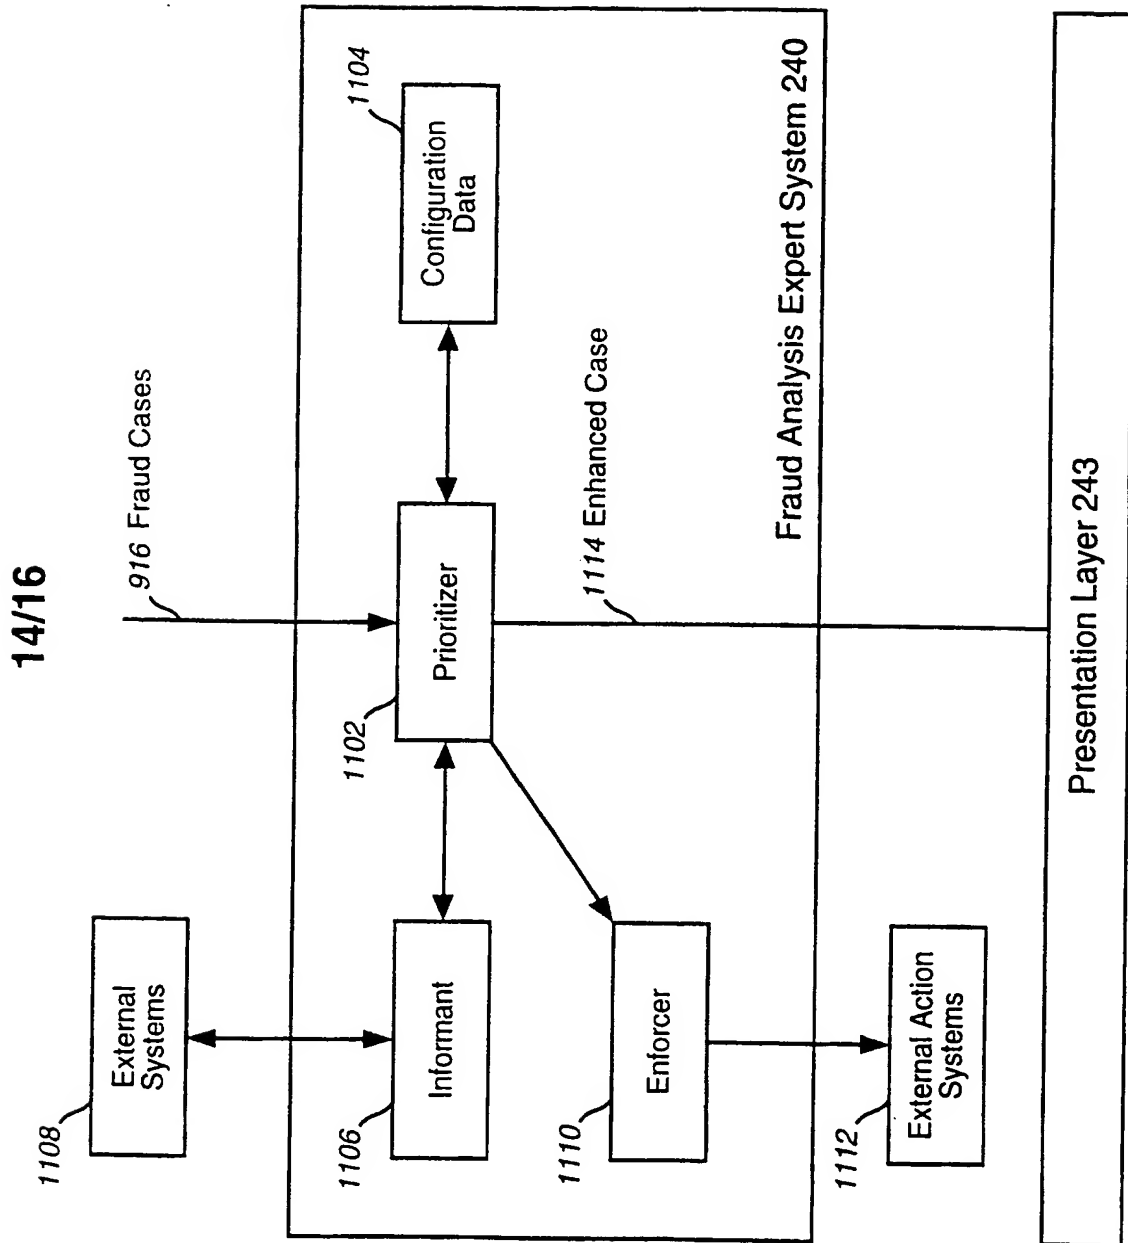 14/16
916 Fraud Cases
1104
Configuration
Data
1102
Prioritizer
1108
External
Systems
1106
Informant
1110
Enforcer
1114 Enhanced Case
Fraud Analysis Expert System 240
1112
External Action
Systems
Presentation Layer 243